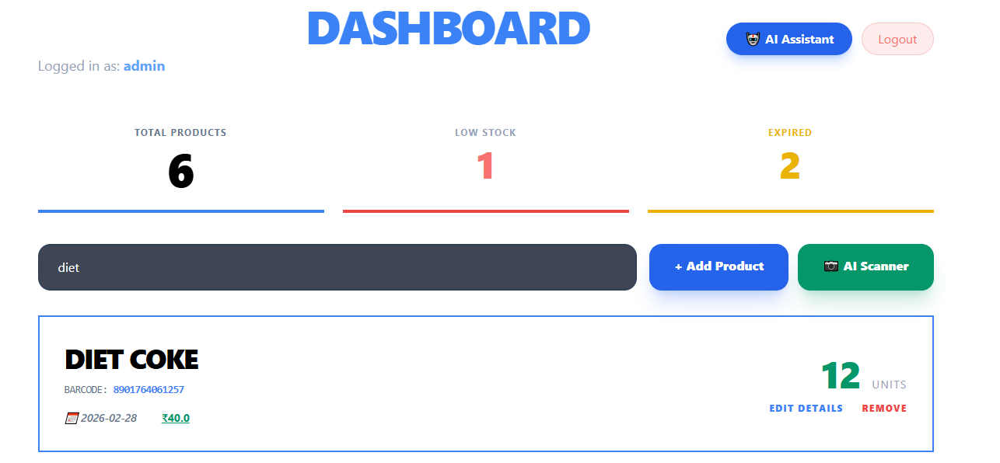 DASHBOARD
AI Assistant
Logout
Logged in as: admin
TOTAL PRODUCTS
6
LOW STOCK
1
EXPIRED
2
diet
+ Add Product
AI Scanner
DIET COKE
BARCODE: 8901764061257
2026-02-28 ₹40.0
12 UNITS
EDIT DETAILS REMOVE